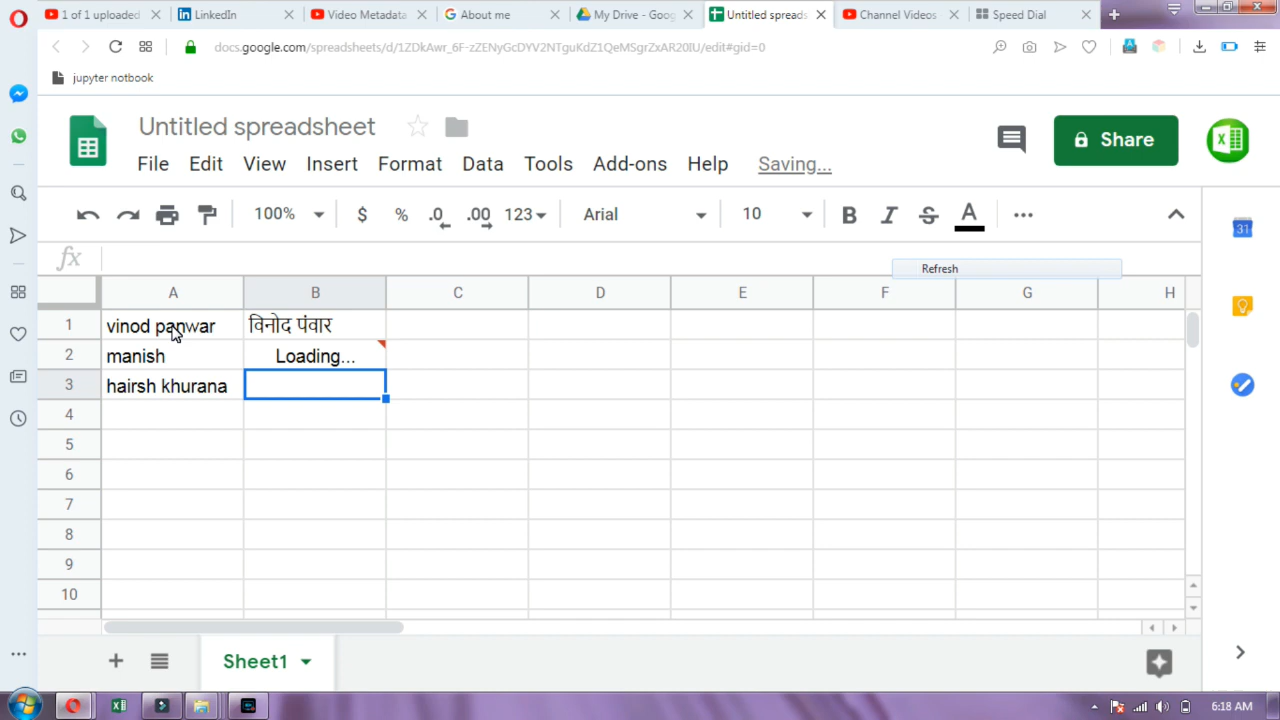 1 of 1 uploaded
LinkedIn
Video Metadata
About me
My Drive - Goog
Untitled spreads
Channel Videos
Speed Dial
docs.google.com/spreadsheets/d/1ZDkAwr_6F-zZENyGcDYV2NTguKdZ1QeMSgrZxAR20IU/edit#gid=0
jupyter notbook
Untitled spreadsheet
File Edit View Insert Format Data Tools Add-ons Help Saving...
Share
100% $ % .0 .00 123 Arial 10 B I S A
fx
Refresh
A B C D E F G H
1 vinod panwar विनोद पंवार
2 manish Loading...
3 hairsh khurana
4
5
6
7
8
9
10
Sheet1
31
6:18 AM